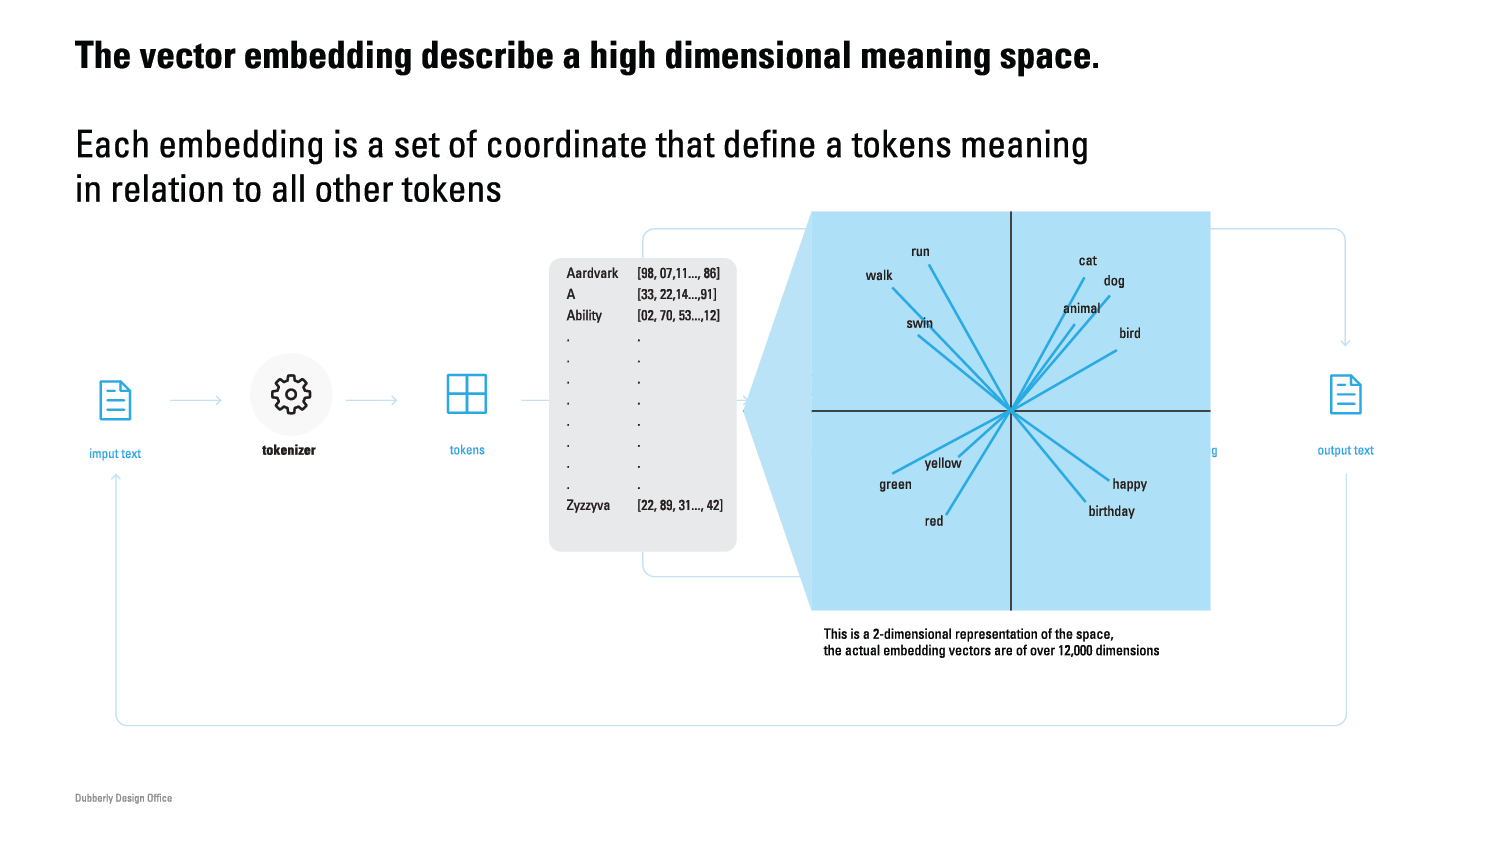 The vector embedding describe a high dimensional meaning space.
Each embedding is a set of coordinate that define a tokens meaning
in relation to all other tokens
Aardvark [98, 07,11..., 86]
A [33, 22,14...,91]
Ability [02, 70, 53...,12]
. .
. .
. .
. .
. .
. .
. .
. .
Zyzzyva [22, 89, 31..., 42]
run
walk
swin
cat
dog
animal
bird
yellow
green
red
happy
birthday
imput text
tokenizer
tokens
g
output text
This is a 2-dimensional representation of the space,
the actual embedding vectors are of over 12,000 dimensions
Dubberly Design Office